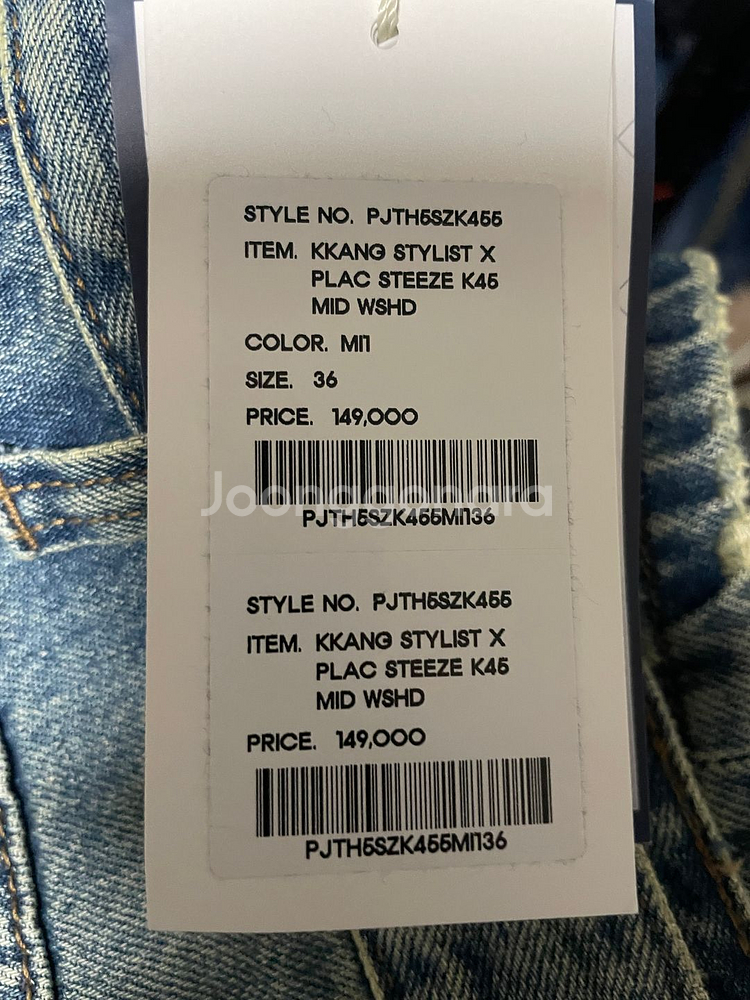 STYLE NO. PJTH5SZK455
ITEM. KKANG STYLIST X
PLAC STEEZE K45
MID WSHD
COLOR. MI1
SIZE. 36
PRICE. 149,000
Joonggonara
PJTH5SZK455MI136
STYLE NO. PJTH5SZK455
ITEM. KKANG STYLIST X
PLAC STEEZE K45
MID WSHD
PRICE. 149,000
PJTH5SZK455MI136